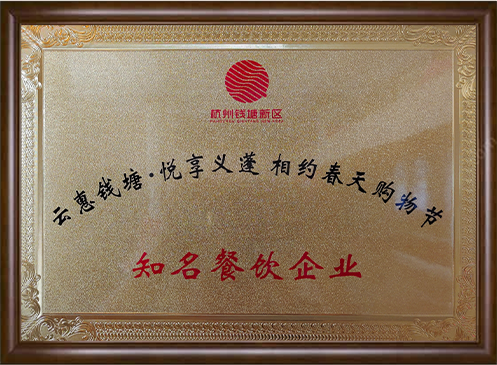 杭州钱塘新区
云惠钱塘·悦享义蓬 相约春天购物节
知名餐饮企业